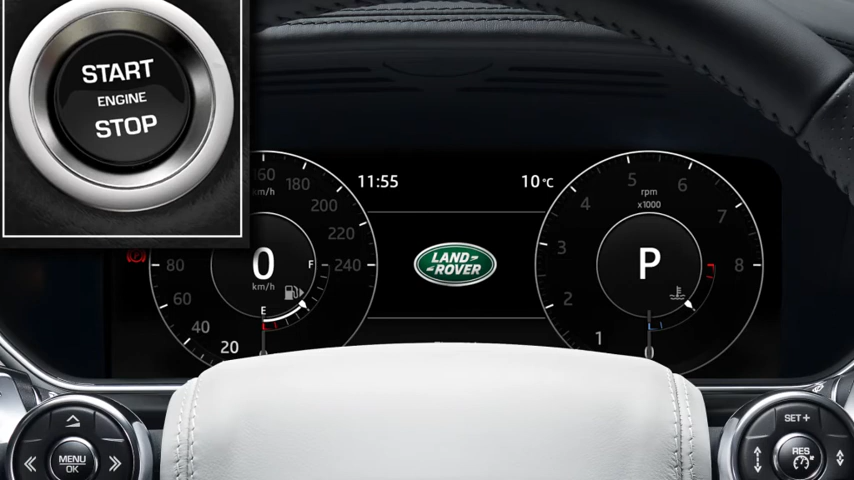 START
ENGINE
STOP
11:55
10°C
160
km/h
180
200
220
240
80
60
40
20
0
km/h
F
E
0
LAND
ROVER
rpm
x1000
P
0
1
2
3
4
5
6
7
8
MENU
OK
SET+
RES